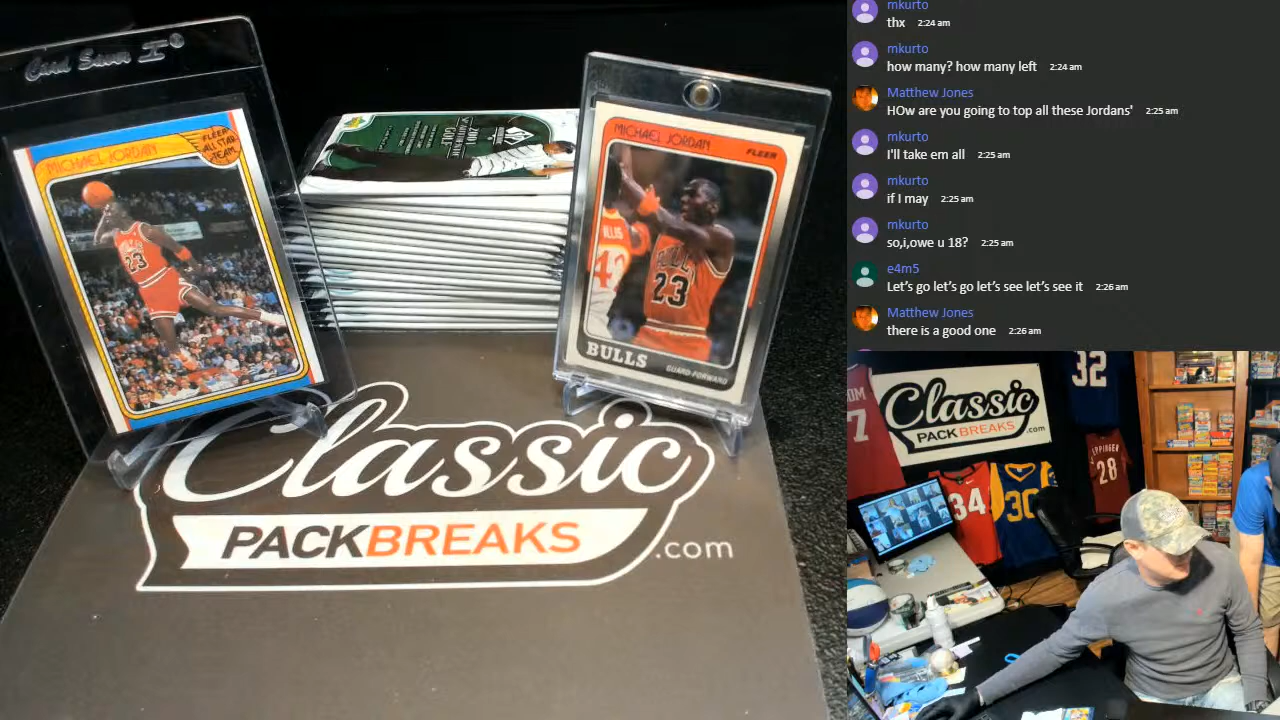 Card Saver I®
MICHAEL JORDAN
FLEER
ALL STAR
TEAM
23
2001
GOLF
MICHAEL JORDAN
FLEER
BULLS
23
42
BULLS
GUARD-FORWARD
Classic
PACKBREAKS
.com
mkurto
thx 2:24 am
mkurto
how many? how many left 2:24 am
Matthew Jones
HOw are you going to top all these Jordans' 2:25 am
mkurto
I'll take em all 2:25 am
mkurto
if I may 2:25 am
mkurto
so,i,owe u 18? 2:25 am
e4m5
Let's go let's go let's see let's see it 2:26 am
Matthew Jones
there is a good one 2:26 am
Classic
PACKBREAKS
.com
32
7
34
30
28